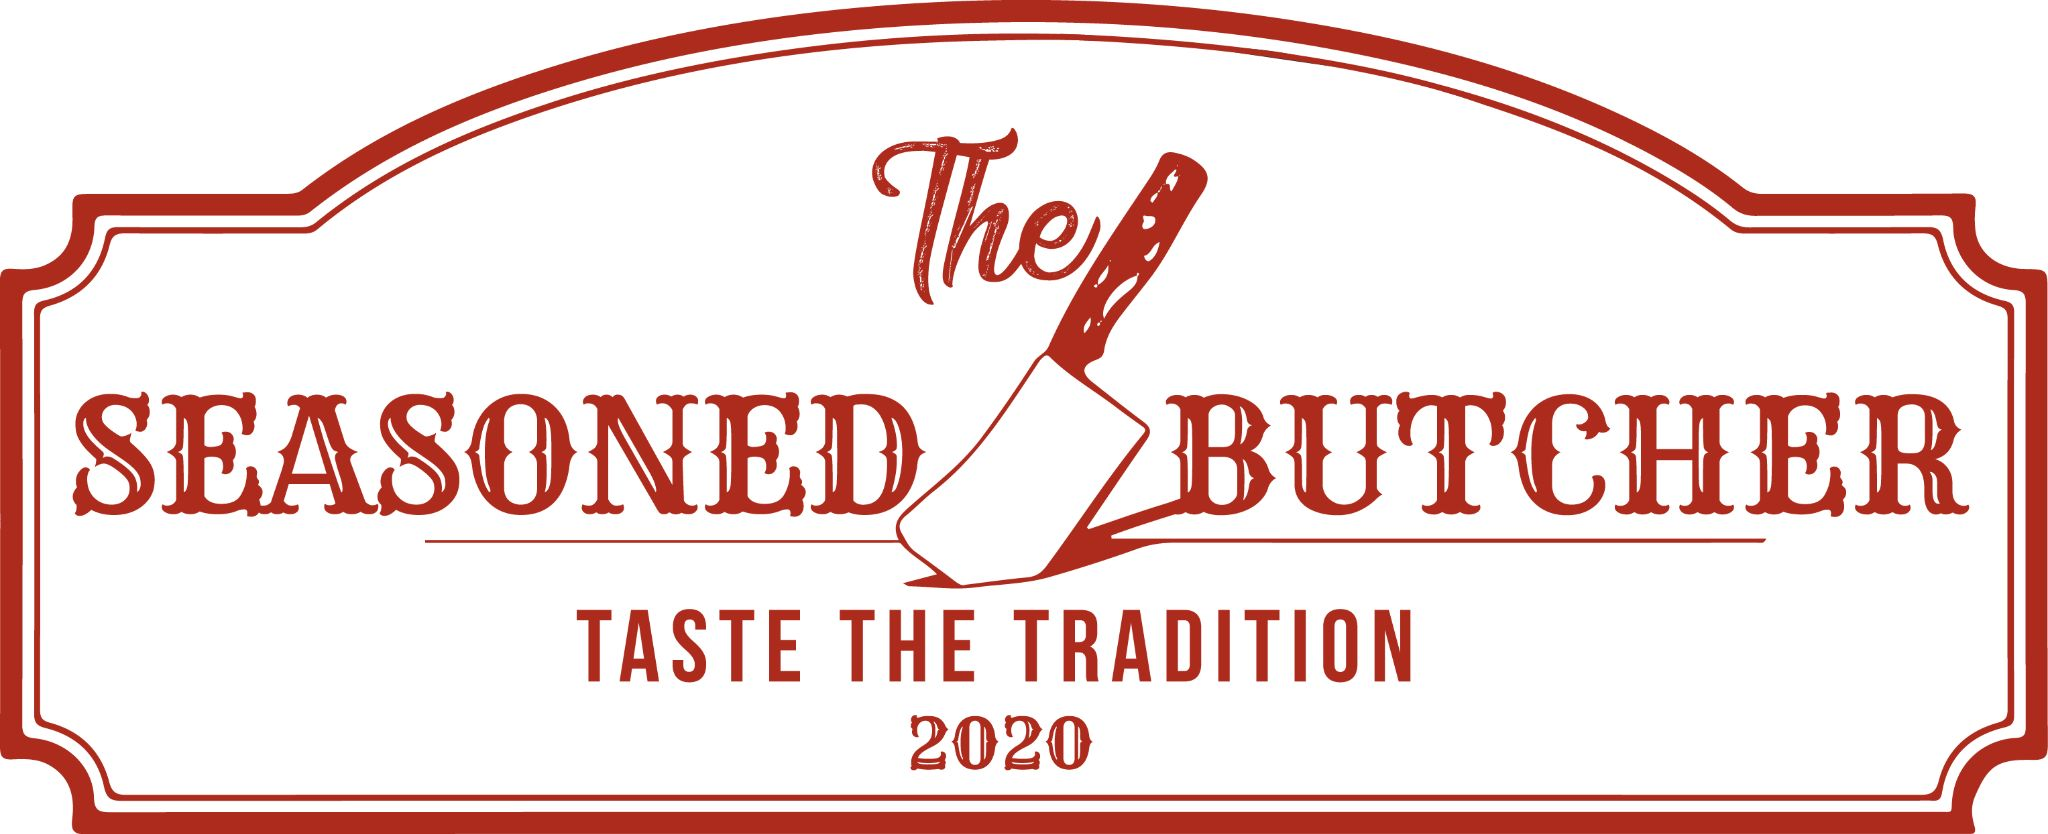 The
SEASONED BUTCHER
TASTE THE TRADITION
2020